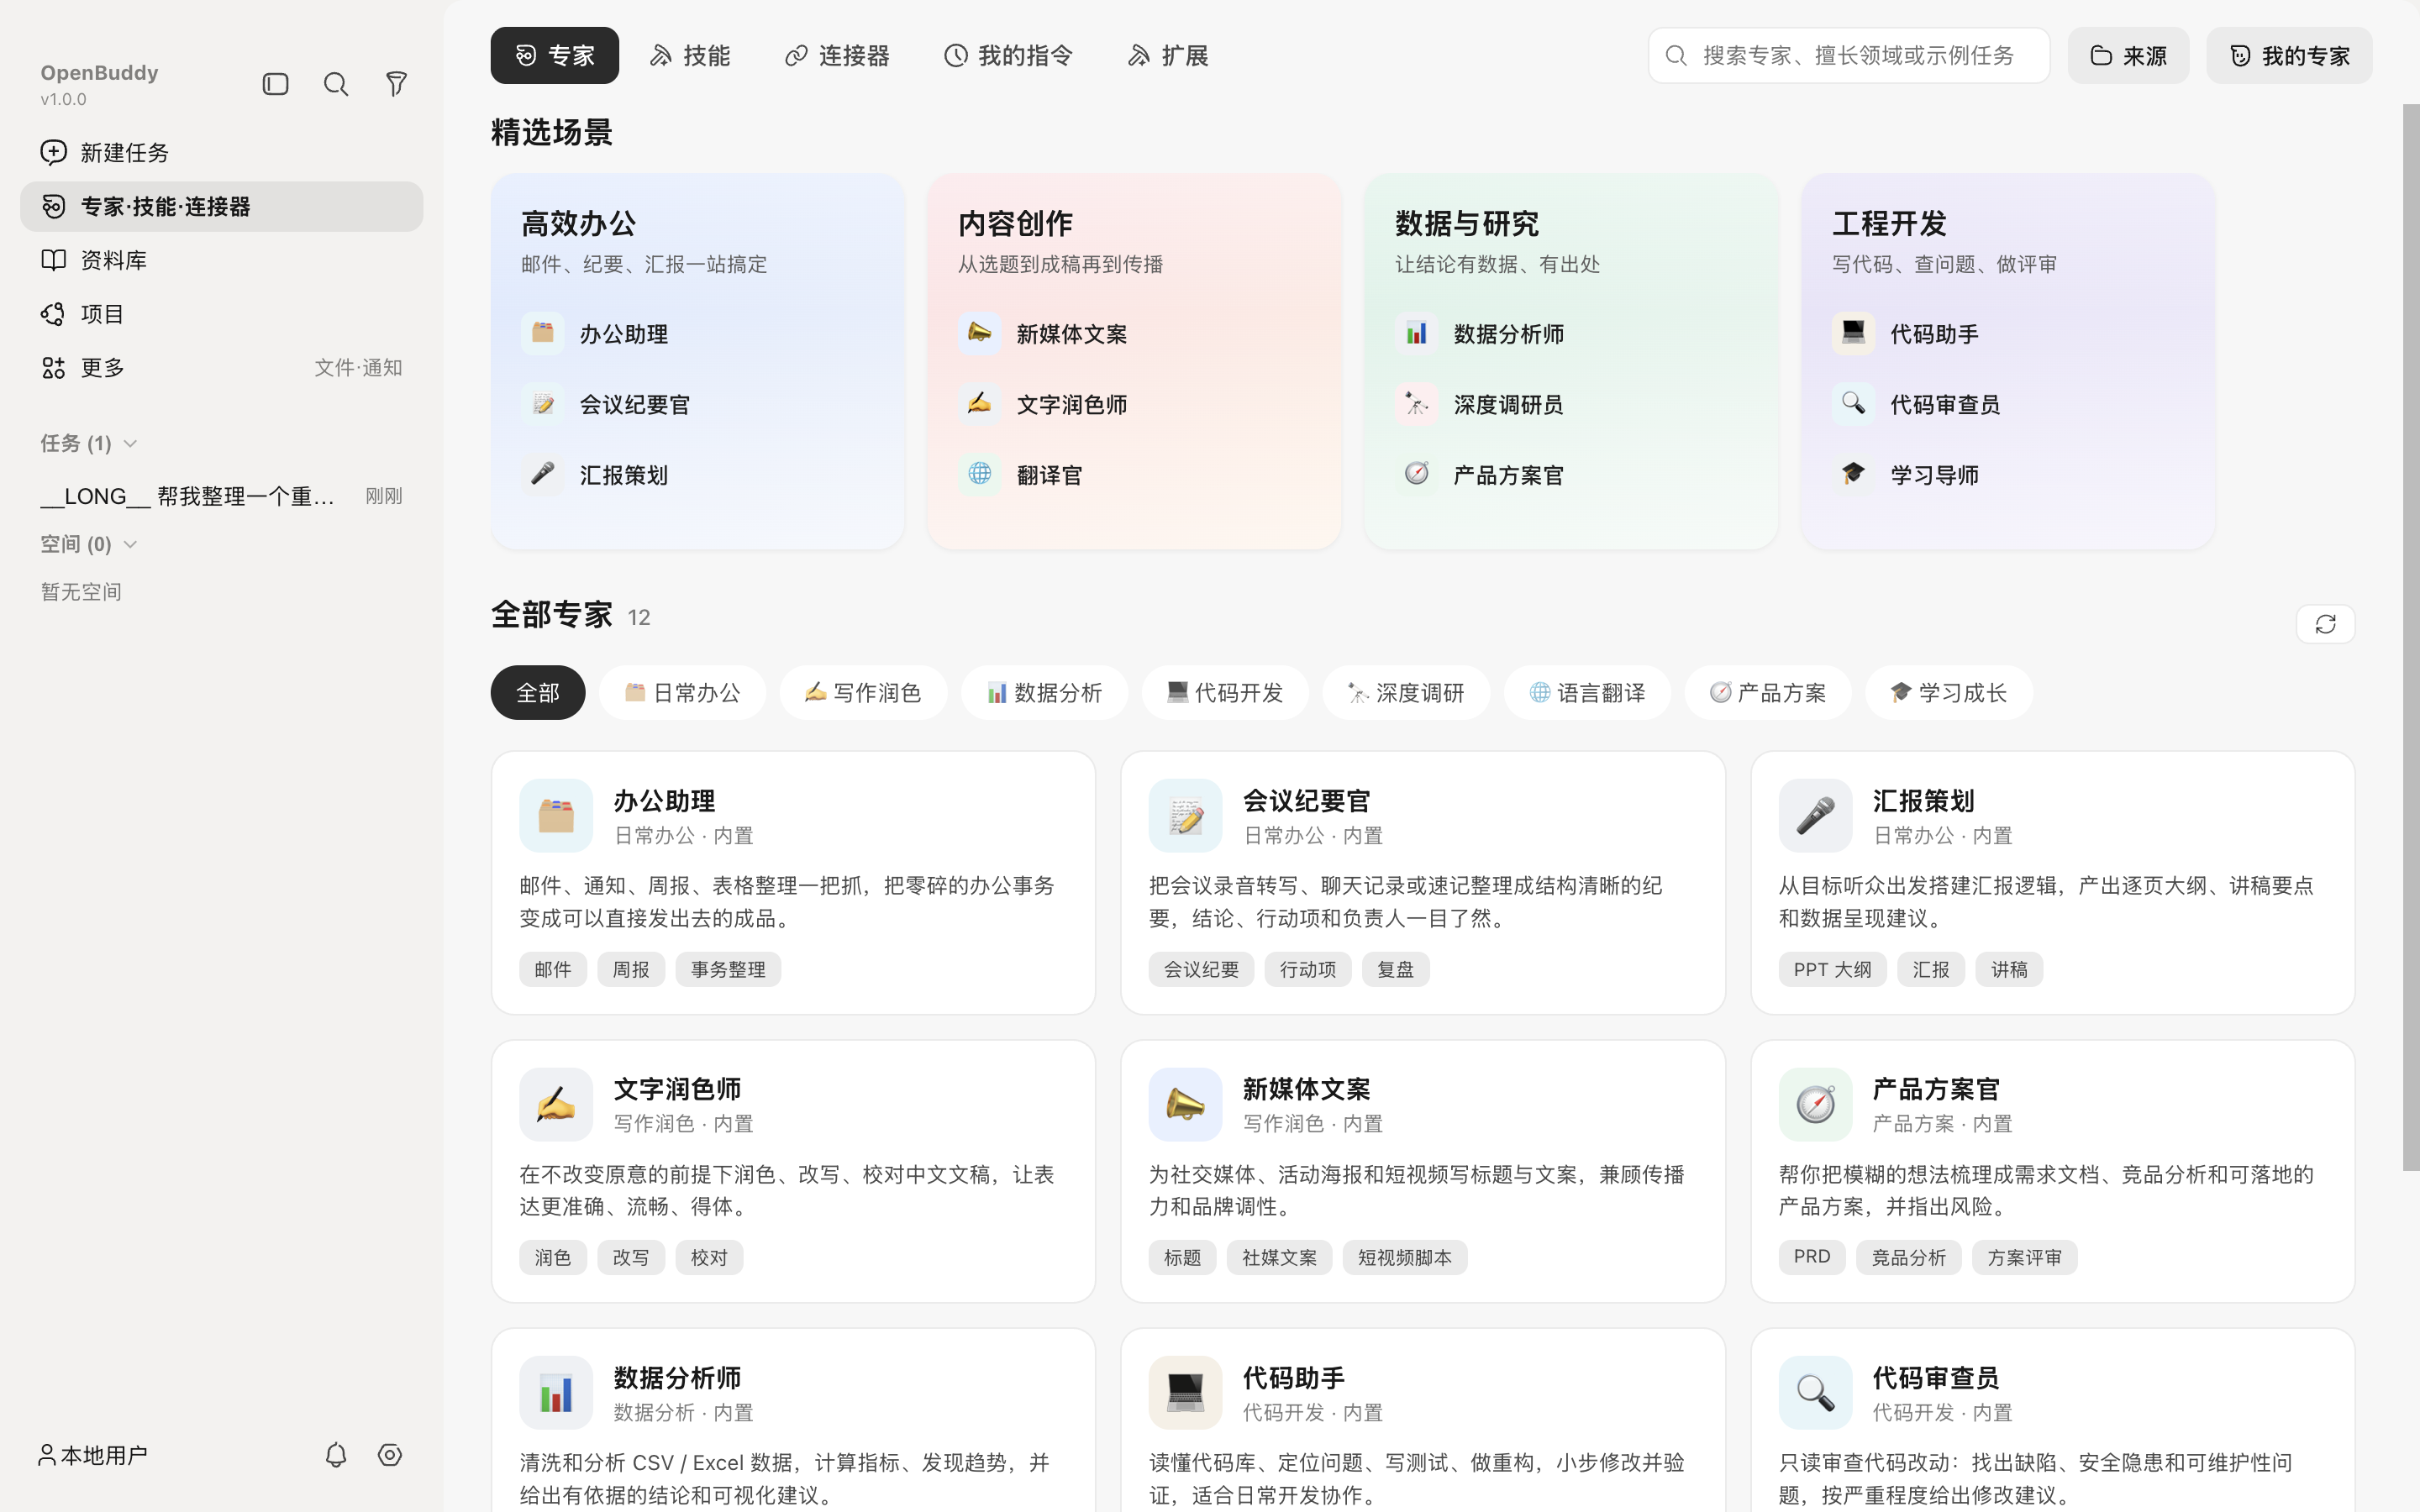 OpenBuddy
v1.0.0
新建任务
专家·技能·连接器
资料库
项目
更多
文件·通知
任务 (1)
__LONG__ 帮我整理一个重…
刚刚
空间 (0)
暂无空间
本地用户
专家
技能
连接器
我的指令
扩展
搜索专家、擅长领域或示例任务
来源
我的专家
精选场景
高效办公
邮件、纪要、汇报一站搞定
办公助理
会议纪要官
汇报策划
内容创作
从选题到成稿再到传播
新媒体文案
文字润色师
翻译官
数据与研究
让结论有数据、有出处
数据分析师
深度调研员
产品方案官
工程开发
写代码、查问题、做评审
代码助手
代码审查员
学习导师
全部专家 12
全部
日常办公
写作润色
数据分析
代码开发
深度调研
语言翻译
产品方案
学习成长
办公助理
日常办公 · 内置
邮件、通知、周报、表格整理一把抓，把零碎的办公事务
变成可以直接发出去的成品。
邮件
周报
事务整理
会议纪要官
日常办公 · 内置
把会议录音转写、聊天记录或速记整理成结构清晰的纪
要，结论、行动项和负责人一目了然。
会议纪要
行动项
复盘
汇报策划
日常办公 · 内置
从目标听众出发搭建汇报逻辑，产出逐页大纲、讲稿要点
和数据呈现建议。
PPT 大纲
汇报
讲稿
文字润色师
写作润色 · 内置
在不改变原意的前提下润色、改写、校对中文文稿，让表
达更准确、流畅、得体。
润色
改写
校对
新媒体文案
写作润色 · 内置
为社交媒体、活动海报和短视频写标题与文案，兼顾传播
力和品牌调性。
标题
社媒文案
短视频脚本
产品方案官
产品方案 · 内置
帮你把模糊的想法梳理成需求文档、竞品分析和可落地的
产品方案，并指出风险。
PRD
竞品分析
方案评审
数据分析师
数据分析 · 内置
清洗和分析 CSV / Excel 数据，计算指标、发现趋势，并
给出有依据的结论和可视化建议。
代码助手
代码开发 · 内置
读懂代码库、定位问题、写测试、做重构，小步修改并验
证，适合日常开发协作。
代码审查员
代码开发 · 内置
只读审查代码改动：找出缺陷、安全隐患和可维护性问
题，按严重程度给出修改建议。